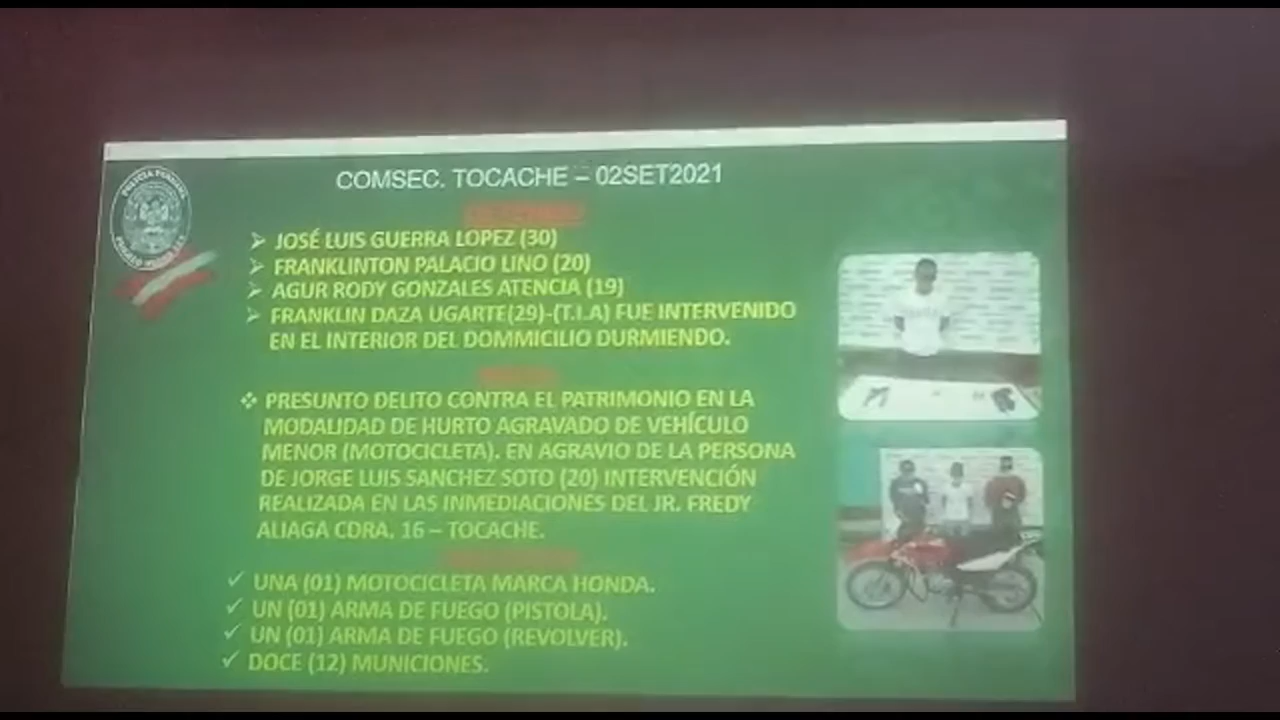 COMSEC. TOCACHE – 02SET2021
➢ JOSÉ LUIS GUERRA LOPEZ (30)
➢ FRANKLINTON PALACIO LINO (20)
➢ AGUR RODY GONZALES ATENCIA (19)
➢ FRANKLIN DAZA UGARTE(29)-(T.I.A) FUE INTERVENIDO
EN EL INTERIOR DEL DOMMICILIO DURMIENDO.
❖ PRESUNTO DELITO CONTRA EL PATRIMONIO EN LA
MODALIDAD DE HURTO AGRAVADO DE VEHÍCULO
MENOR (MOTOCICLETA). EN AGRAVIO DE LA PERSONA
DE JORGE LUIS SANCHEZ SOTO (20) INTERVENCIÓN
REALIZADA EN LAS INMEDIACIONES DEL JR. FREDY
ALIAGA CDRA. 16 – TOCACHE.
✓ UNA (01) MOTOCICLETA MARCA HONDA.
✓ UN (01) ARMA DE FUEGO (PISTOLA).
✓ UN (01) ARMA DE FUEGO (REVOLVER).
✓ DOCE (12) MUNICIONES.